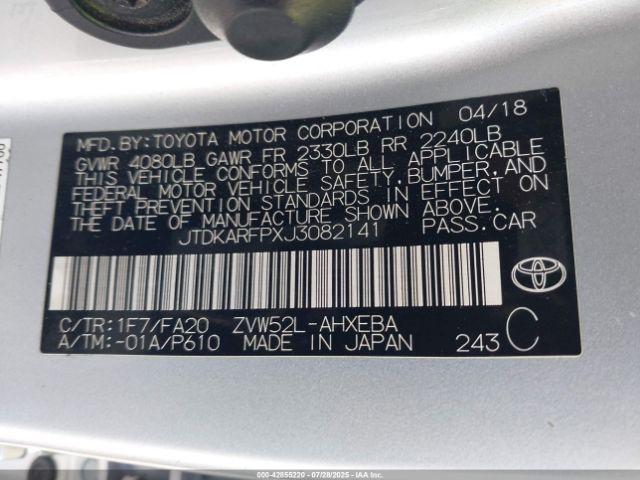 MFD.BY:TOYOTA MOTOR CORPORATION 04/18
GVWR 4080LB GAWR FR 2330LB RR 2240LB
THIS VEHICLE CONFORMS TO ALL APPLICABLE
FEDERAL MOTOR VEHICLE SAFETY,BUMPER,AND
THEFT PREVENTION STANDARDS IN EFFECT ON
THE DATE OF MANUFACTURE SHOWN ABOVE.
JTDKARFPXJ3082141 PASS.CAR
C/TR:1F7/FA20 ZVW52L-AHXEBA
A/TM:-01A/P610 MADE IN JAPAN 243 C
TOYOTA
000-42855220 - 07/28/2025 - IAAI.COM